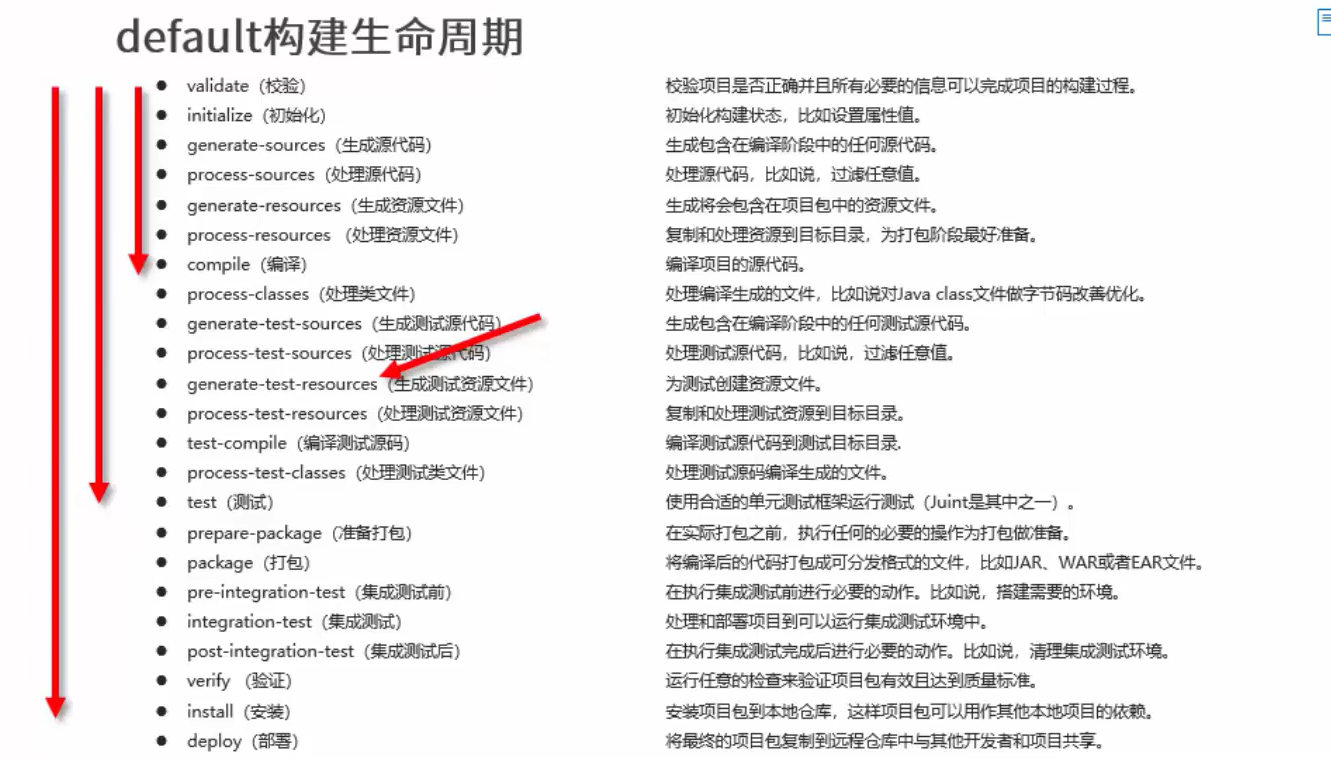 default构建生命周期
validate（校验） 校验项目是否正确并且所有必要的信息可以完成项目的构建过程。
initialize（初始化） 初始化构建状态，比如设置属性值。
generate-sources（生成源代码） 生成包含在编译阶段中的任何源代码。
process-sources（处理源代码） 处理源代码，比如说，过滤任意值。
generate-resources（生成资源文件） 生成将会包含在项目包中的资源文件。
process-resources （处理资源文件） 复制和处理资源到目标目录，为打包阶段最好准备。
compile（编译） 编译项目的源代码。
process-classes（处理类文件） 处理编译生成的文件，比如说对Java class文件做字节码改善优化。
generate-test-sources（生成测试源代码） 生成包含在编译阶段中的任何测试源代码。
process-test-sources（处理测试源代码） 处理测试源代码，比如说，过滤任意值。
generate-test-resources（生成测试资源文件） 为测试创建资源文件。
process-test-resources（处理测试资源文件） 复制和处理测试资源到目标目录。
test-compile（编译测试源码） 编译测试源代码到测试目标目录.
process-test-classes（处理测试类文件） 处理测试源码编译生成的文件。
test（测试） 使用合适的单元测试框架运行测试（Juint是其中之一）。
prepare-package（准备打包） 在实际打包之前，执行任何的必要的操作为打包做准备。
package（打包） 将编译后的代码打包成可分发格式的文件，比如JAR、WAR或者EAR文件。
pre-integration-test（集成测试前） 在执行集成测试前进行必要的动作。比如说，搭建需要的环境。
integration-test（集成测试） 处理和部署项目到可以运行集成测试环境中。
post-integration-test（集成测试后） 在执行集成测试完成后进行必要的动作。比如说，清理集成测试环境。
verify （验证） 运行任意的检查来验证项目包有效且达到质量标准。
install（安装） 安装项目包到本地仓库，这样项目包可以用作其他本地项目的依赖。
deploy（部署） 将最终的项目包复制到远程仓库中与其他开发者和项目共享。